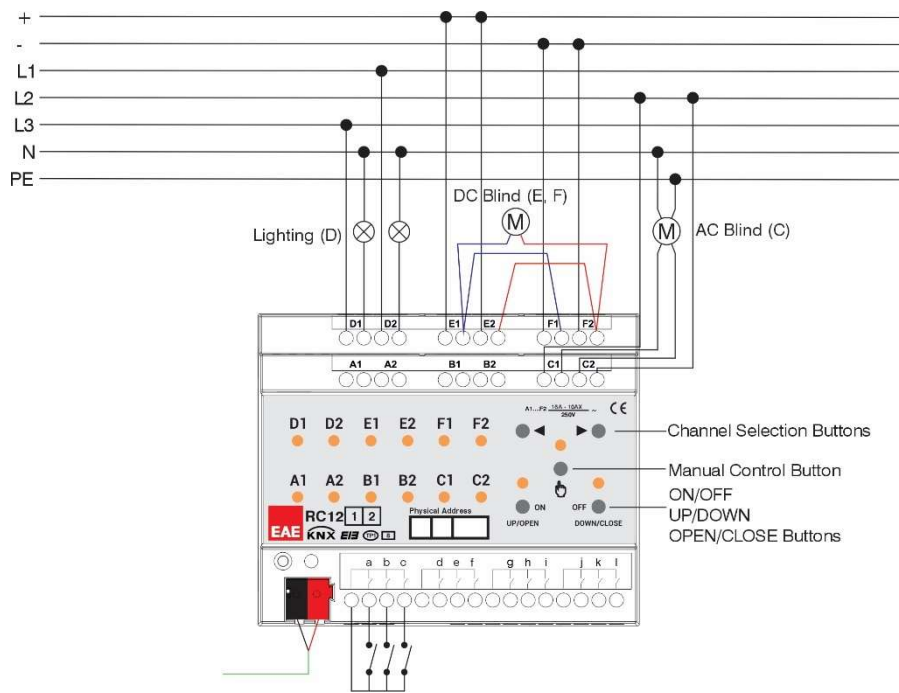 +
-
L1
L2
L3
N
PE
DC Blind (E, F)
M
Lighting (D)
M
AC Blind (C)
D1 D2 E1 E2 F1 F2
A1 A2 B1 B2 C1 C2
A1...F2 16A - 10AX ~
250V
CE
D1 D2 E1 E2 F1 F2
Channel Selection Buttons
Manual Control Button
A1 A2 B1 B2 C1 C2
ON OFF
UP/OPEN DOWN/CLOSE
ON/OFF
UP/DOWN
OPEN/CLOSE Buttons
EAE
RC12 1 2
KNX EIB TP1 S
Physical Address
a b c d e f g h i j k l